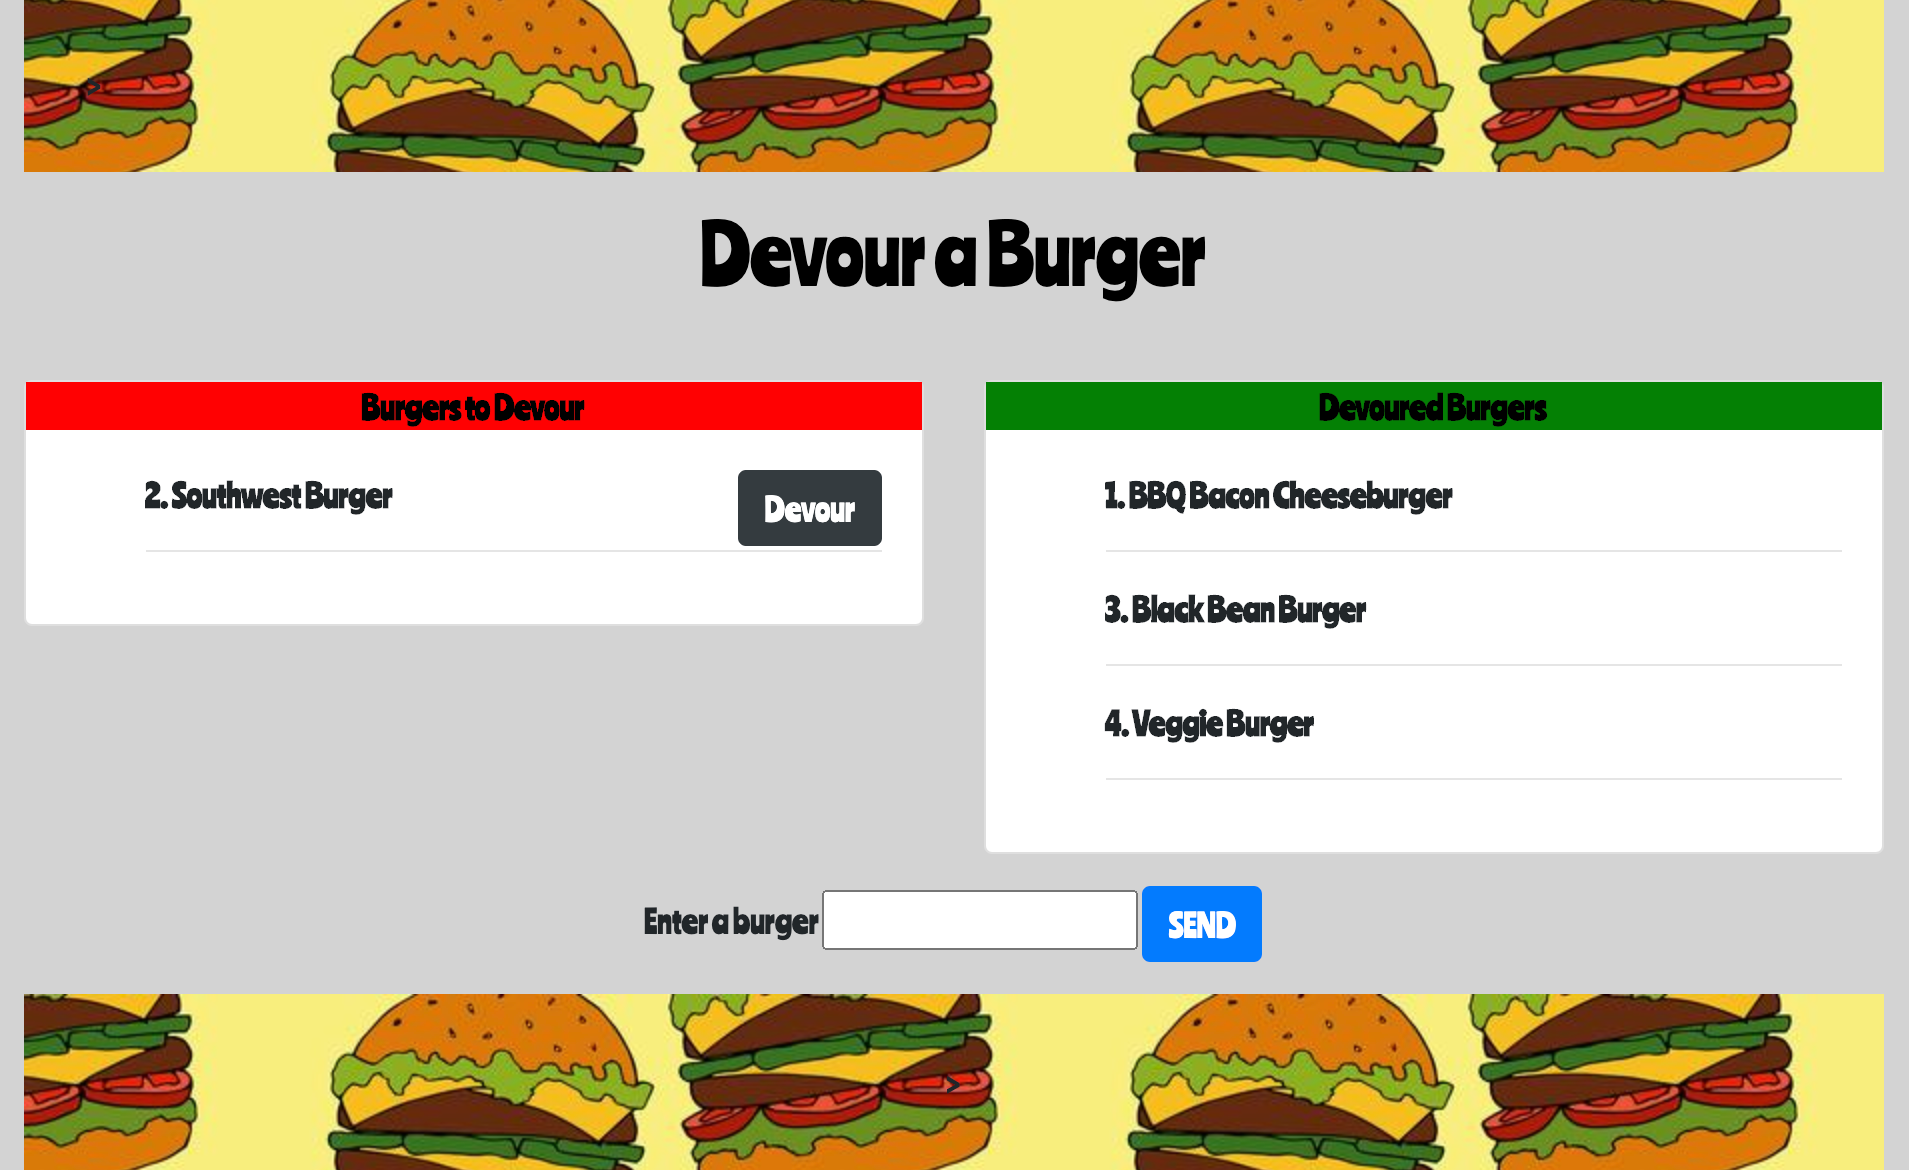 >
Devour a Burger
Burgers to Devour
2. Southwest Burger
Devour
Devoured Burgers
1. BBQ Bacon Cheeseburger
3. Black Bean Burger
4. Veggie Burger
Enter a burger
SEND
>